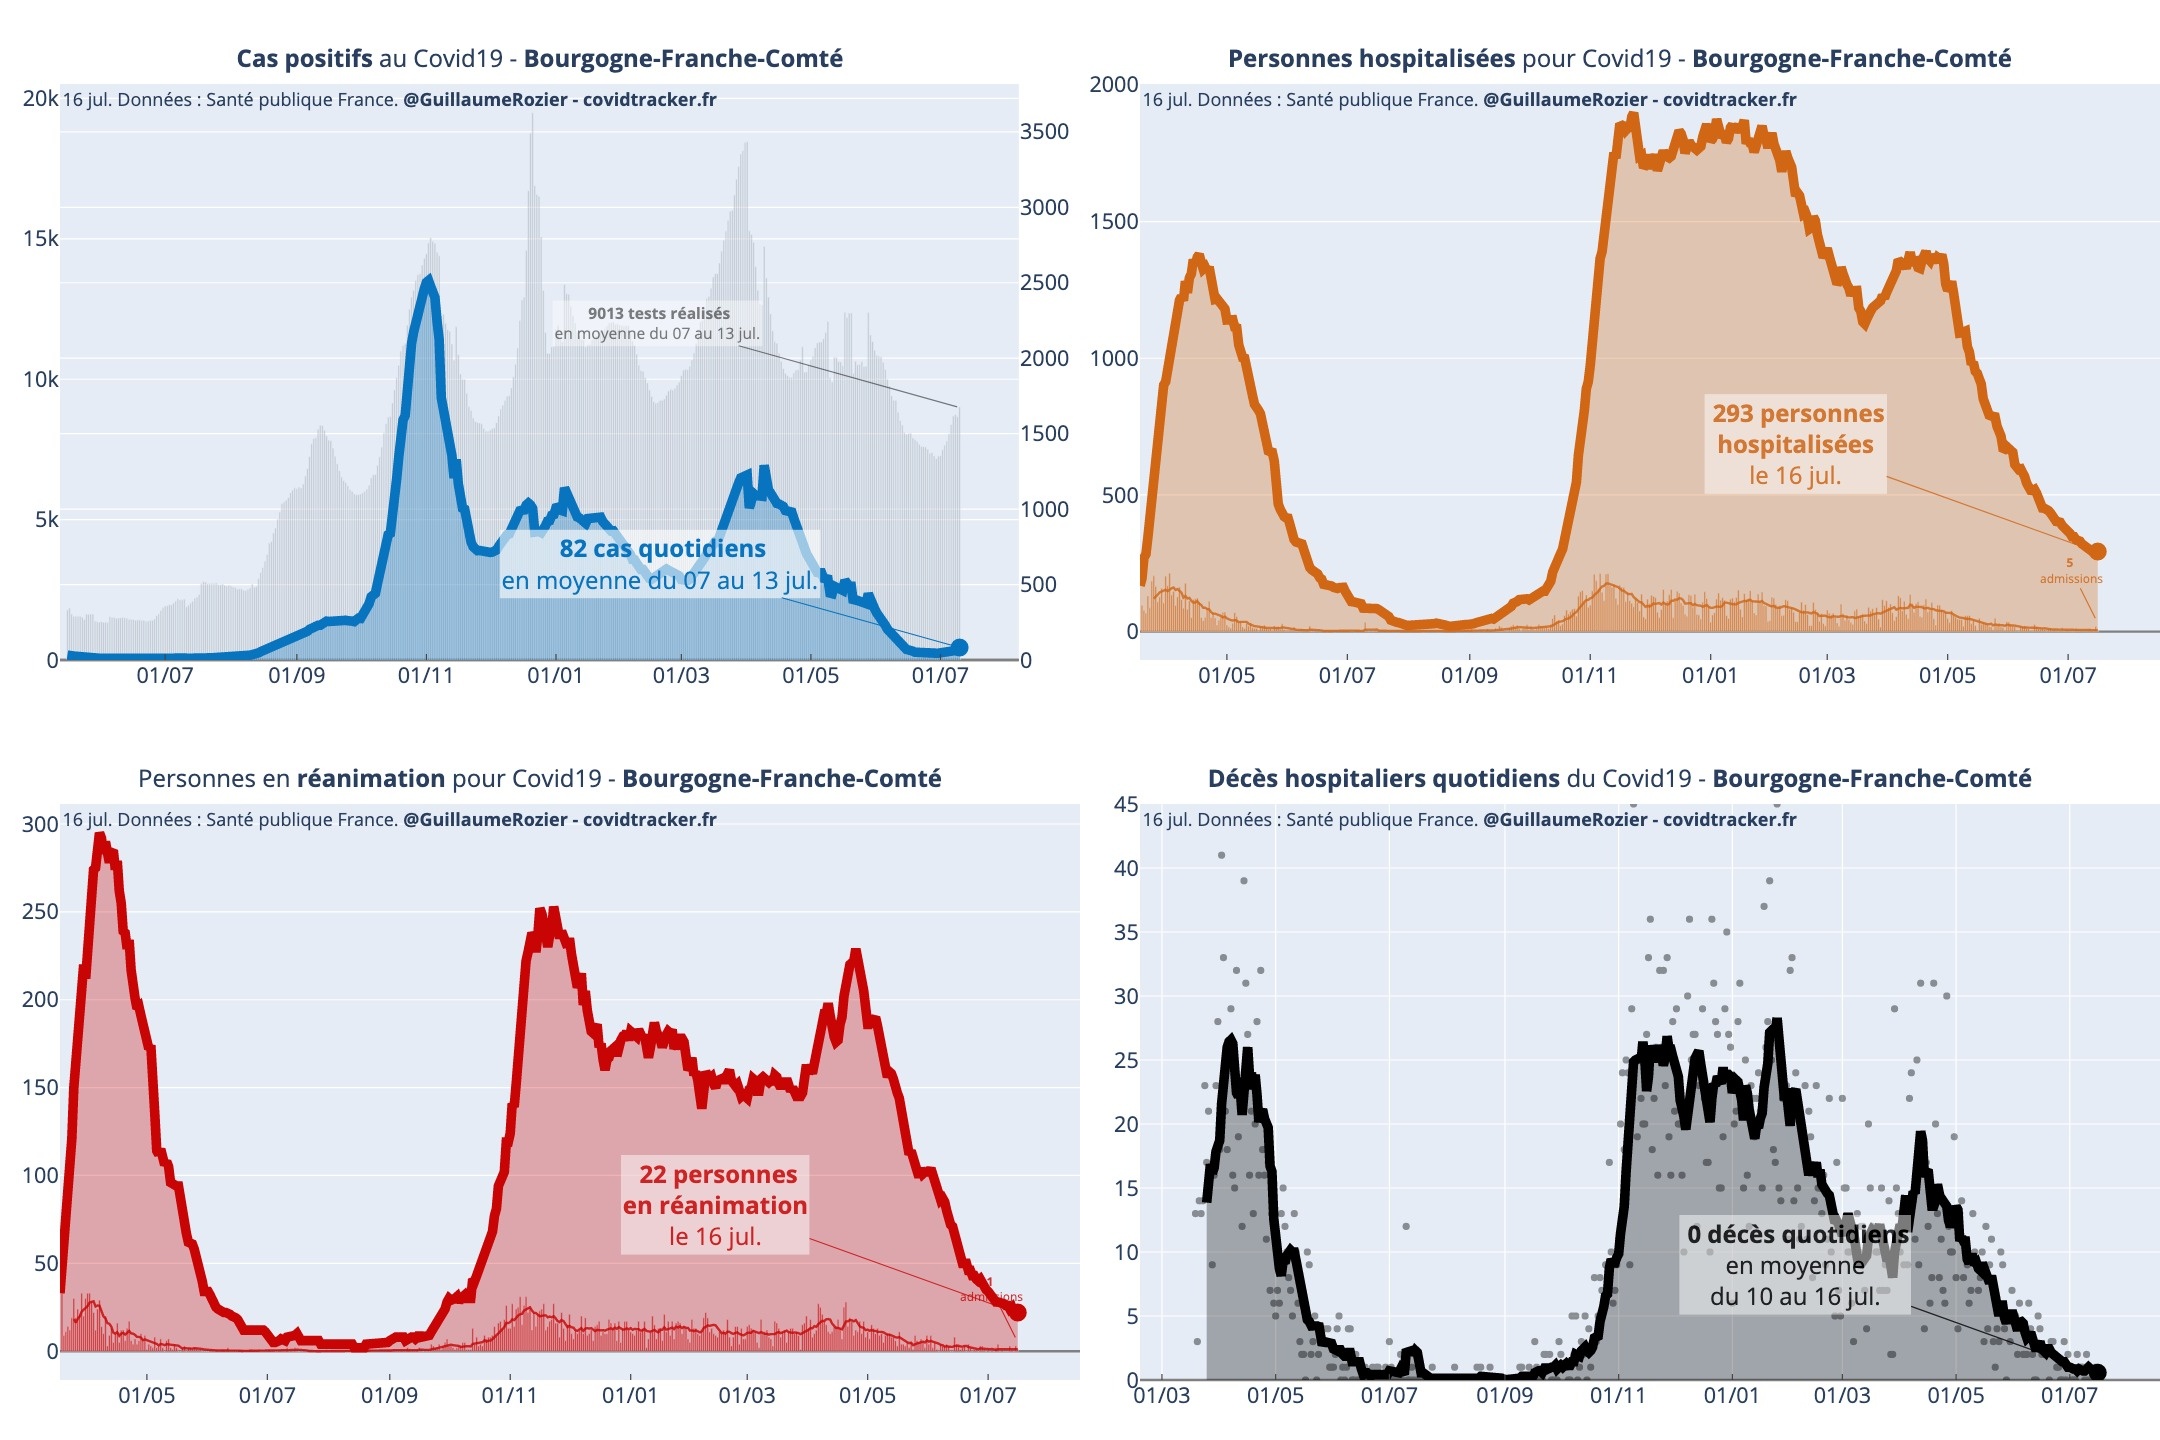 Cas positifs au Covid19 - Bourgogne-Franche-Comté
16 jul. Données : Santé publique France. @GuillaumeRozier - covidtracker.fr
20k
15k
10k
5k
0
3500
3000
2500
2000
1500
1000
500
0
9013 tests réalisés
en moyenne du 07 au 13 jul.
82 cas quotidiens
en moyenne du 07 au 13 jul.
01/07 01/09 01/11 01/01 01/03 01/05 01/07
Personnes hospitalisées pour Covid19 - Bourgogne-Franche-Comté
16 jul. Données : Santé publique France. @GuillaumeRozier - covidtracker.fr
2000
1500
1000
500
0
293 personnes
hospitalisées
le 16 jul.
5
admissions
01/05 01/07 01/09 01/11 01/01 01/03 01/05 01/07
Personnes en réanimation pour Covid19 - Bourgogne-Franche-Comté
16 jul. Données : Santé publique France. @GuillaumeRozier - covidtracker.fr
300
250
200
150
100
50
0
22 personnes
en réanimation
le 16 jul.
1
admissions
01/05 01/07 01/09 01/11 01/01 01/03 01/05 01/07
Décès hospitaliers quotidiens du Covid19 - Bourgogne-Franche-Comté
16 jul. Données : Santé publique France. @GuillaumeRozier - covidtracker.fr
45
40
35
30
25
20
15
10
5
0
0 décès quotidiens
en moyenne
du 10 au 16 jul.
01/03 01/05 01/07 01/09 01/11 01/01 01/03 01/05 01/07